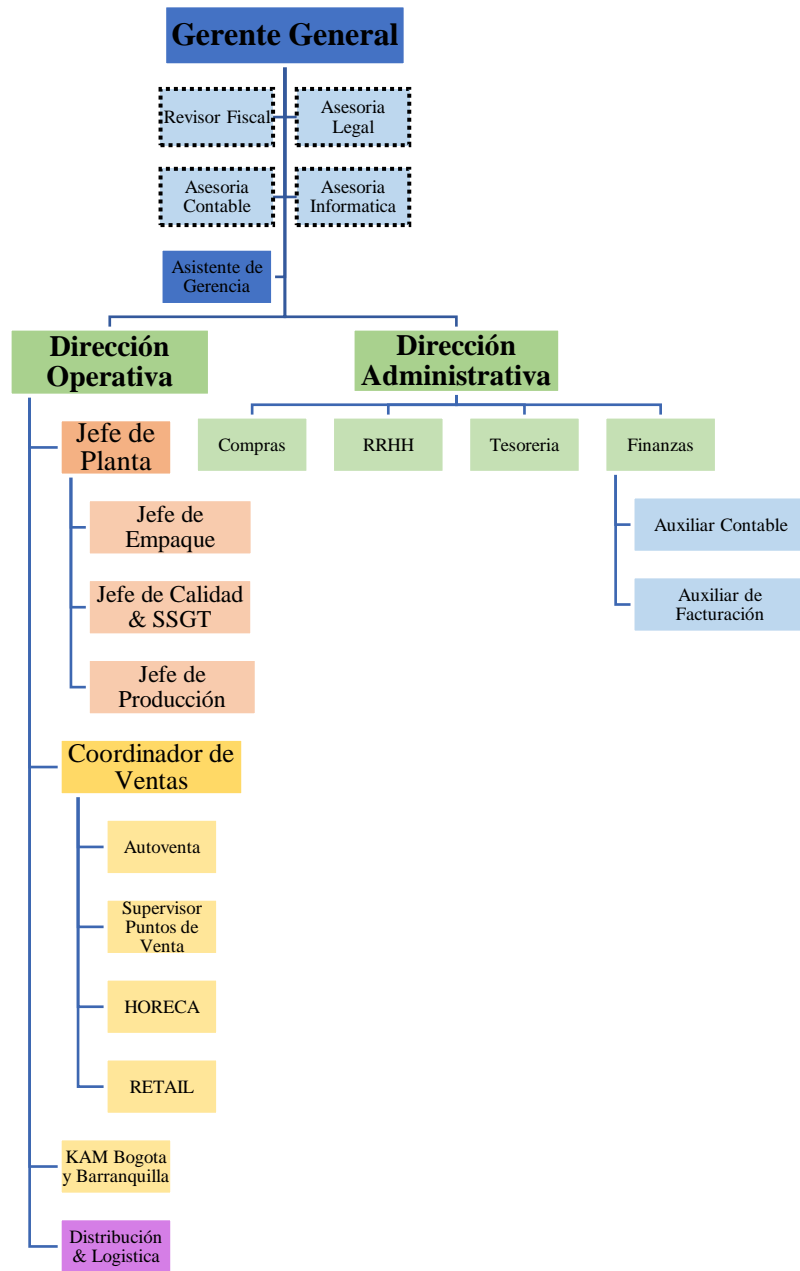 Gerente General
Revisor Fiscal
Asesoria
Legal
Asesoria
Contable
Asesoria
Informatica
Asistente de
Gerencia
Dirección
Operativa
Dirección
Administrativa
Jefe de
Planta
Compras
RRHH
Tesoreria
Finanzas
Jefe de
Empaque
Auxiliar Contable
Jefe de Calidad
& SSGT
Auxiliar de
Facturación
Jefe de
Producción
Coordinador de
Ventas
Autoventa
Supervisor
Puntos de
Venta
HORECA
RETAIL
KAM Bogota
y Barranquilla
Distribución
& Logistica